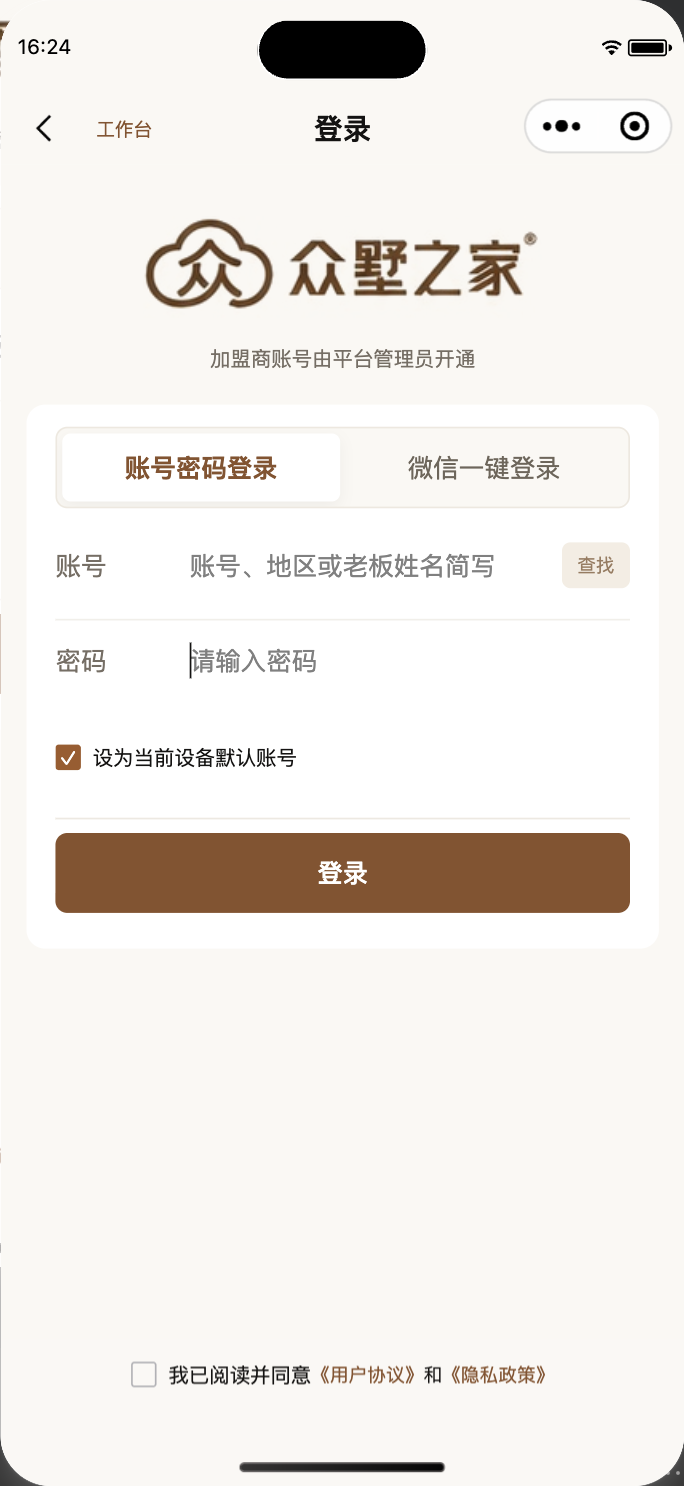 16:24
工作台
登录
众 众墅之家®
加盟商账号由平台管理员开通
账号密码登录
微信一键登录
账号 账号、地区或老板姓名简写 查找
密码 请输入密码
设为当前设备默认账号
登录
我已阅读并同意《用户协议》和《隐私政策》